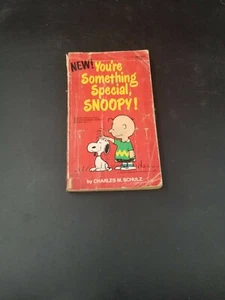 NEW! You're
Something
Special,
SNOOPY!
by CHARLES M. SCHULZ